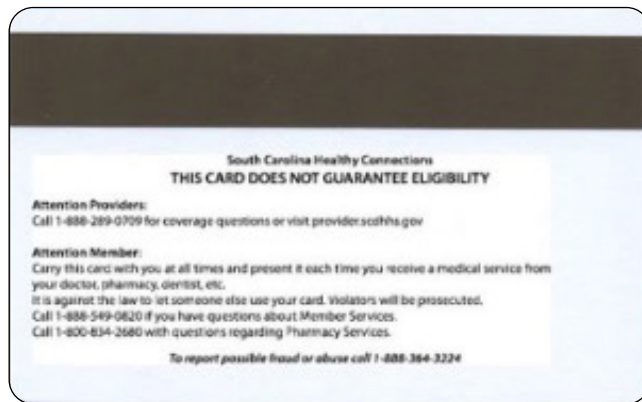 South Carolina Healthy Connections
THIS CARD DOES NOT GUARANTEE ELIGIBILITY
Attention Providers:
Call 1-888-289-0709 for coverage questions or visit provider.scdhhs.gov
Attention Member:
Carry this card with you at all times and present it each time you receive a medical service from
your doctor, pharmacy, dentist, etc.
It is against the law to let someone else use your card. Violators will be prosecuted.
Call 1-888-549-0820 if you have questions about Member Services.
Call 1-800-834-2680 with questions regarding Pharmacy Services.
To report possible fraud or abuse call 1-888-364-3224